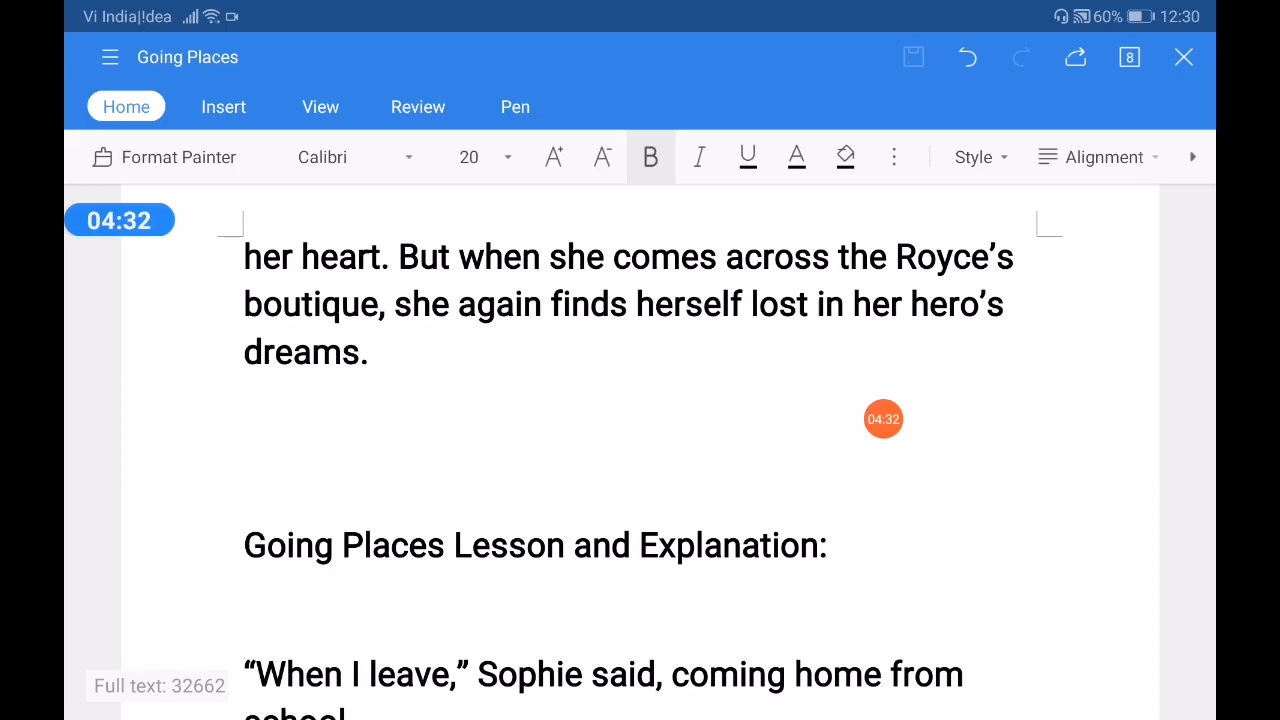 Vi India|!dea 60% 12:30
Going Places 8
Home Insert View Review Pen
Format Painter Calibri 20 A+ A- B I U A Style Alignment
04:32
her heart. But when she comes across the Royce’s
boutique, she again finds herself lost in her hero’s
dreams.
04:32
Going Places Lesson and Explanation:
“When I leave,” Sophie said, coming home from
school
Full text: 32662